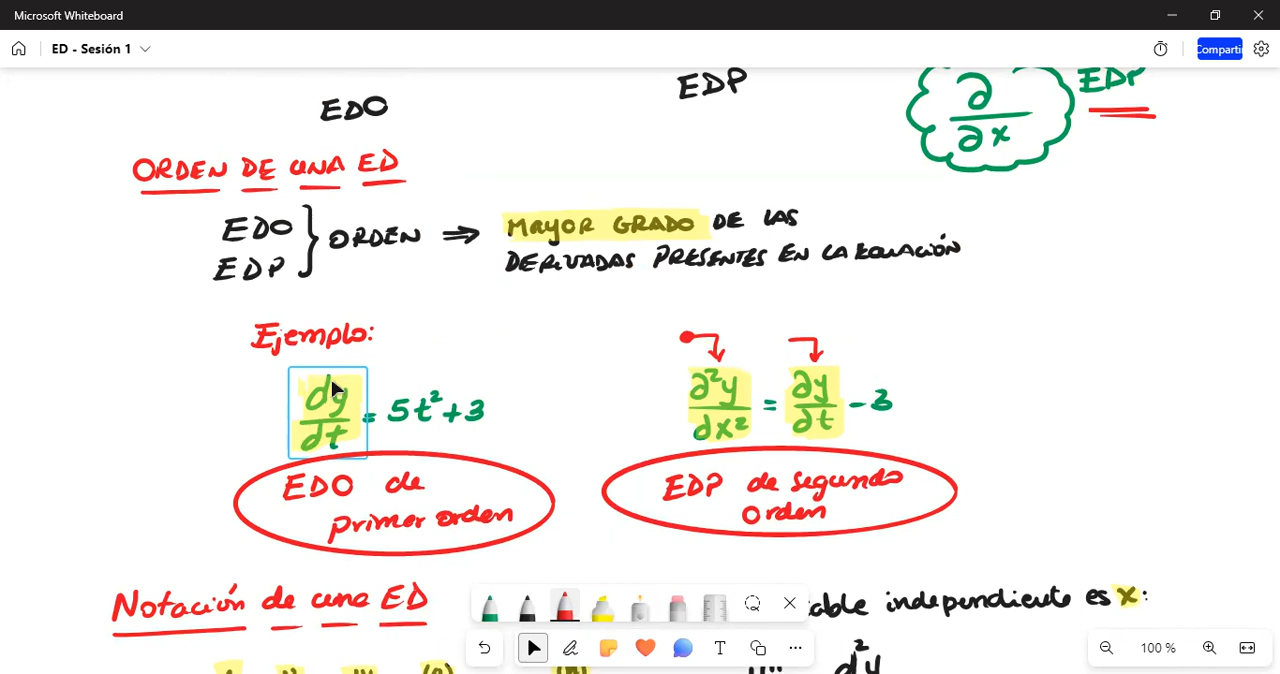 Microsoft Whiteboard
ED - Sesión 1
Compartir
EDO
EDP
∂/∂x
EDP
ORDEN DE UNA ED
EDO
EDP
} ORDEN ⇒ MAYOR GRADO DE LAS
DERIVADAS PRESENTES EN LA ECUACIÓN
Ejemplo:
dy/dt = 5t²+3
∂²y/dx² = ∂y/∂t - 3
EDO de
primer orden
EDP de segundo
Orden
Notación de una ED
independiente es x:
d²y
100 %